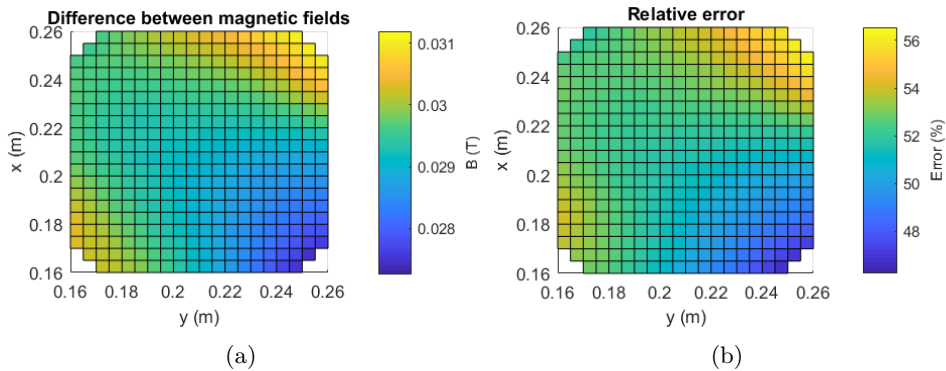 Difference between magnetic fields
0.26
0.24
0.22
0.2
0.18
0.16
x (m)
0.16 0.18 0.2 0.22 0.24 0.26
y (m)
0.031
0.03
0.029
0.028
B (T)
(a)
Relative error
0.26
0.24
0.22
0.2
0.18
0.16
x (m)
0.16 0.18 0.2 0.22 0.24 0.26
y (m)
56
54
52
50
48
Error (%)
(b)